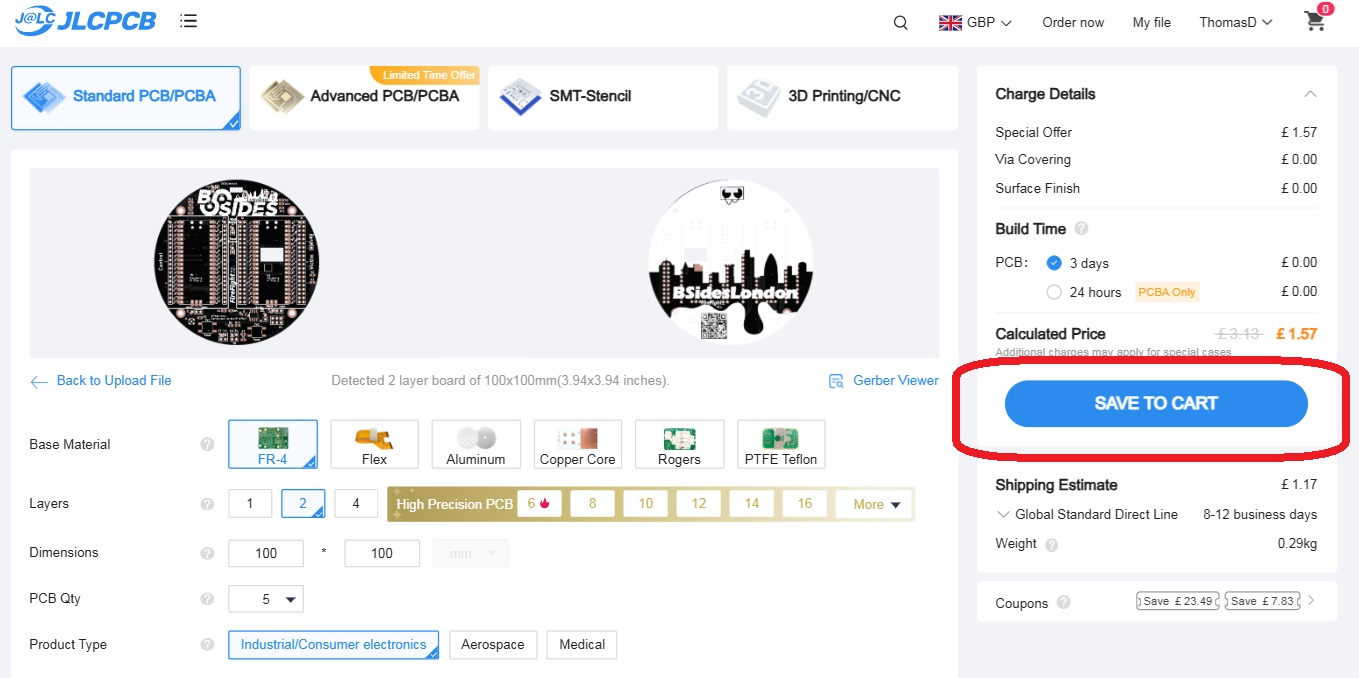 J@LC JLCPCB GBP Order now My file ThomasD 0
Standard PCB/PCBA
Limited Time Offer
Advanced PCB/PCBA
SMT-Stencil
3D Printing/CNC
BSIDES
Control
FireFight
BSidesLondon
Back to Upload File
Detected 2 layer board of 100x100mm(3.94x3.94 inches).
Gerber Viewer
Base Material ? FR-4 Flex Aluminum Copper Core Rogers PTFE Teflon
Layers ? 1 2 4 High Precision PCB 6 8 10 12 14 16 More
Dimensions ? 100 * 100 mm
PCB Qty ? 5
Product Type ? Industrial/Consumer electronics Aerospace Medical
Charge Details
Special Offer £ 1.57
Via Covering £ 0.00
Surface Finish £ 0.00
Build Time ?
PCB: 3 days £ 0.00
24 hours PCBA Only £ 0.00
Calculated Price £ 3.13 £ 1.57
Additional charges may apply for special cases
SAVE TO CART
Shipping Estimate £ 1.17
Global Standard Direct Line 8-12 business days
Weight ? 0.29kg
Coupons ? Save £ 23.49 Save £ 7.83